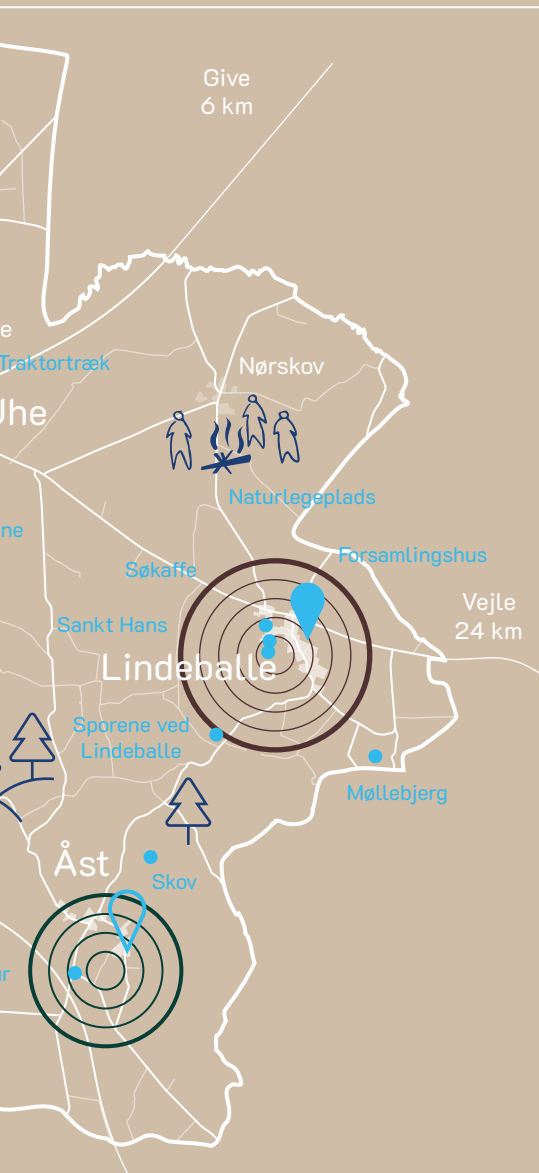 Give
6 km
e
Traktortræk
Nørskov
Uhe
Naturlegeplads
ne
Forsamlingshus
Søkaffe
Vejle
24 km
Sankt Hans
Lindeballe
Sporene ved
Lindeballe
Møllebjerg
Åst
Skov
ur